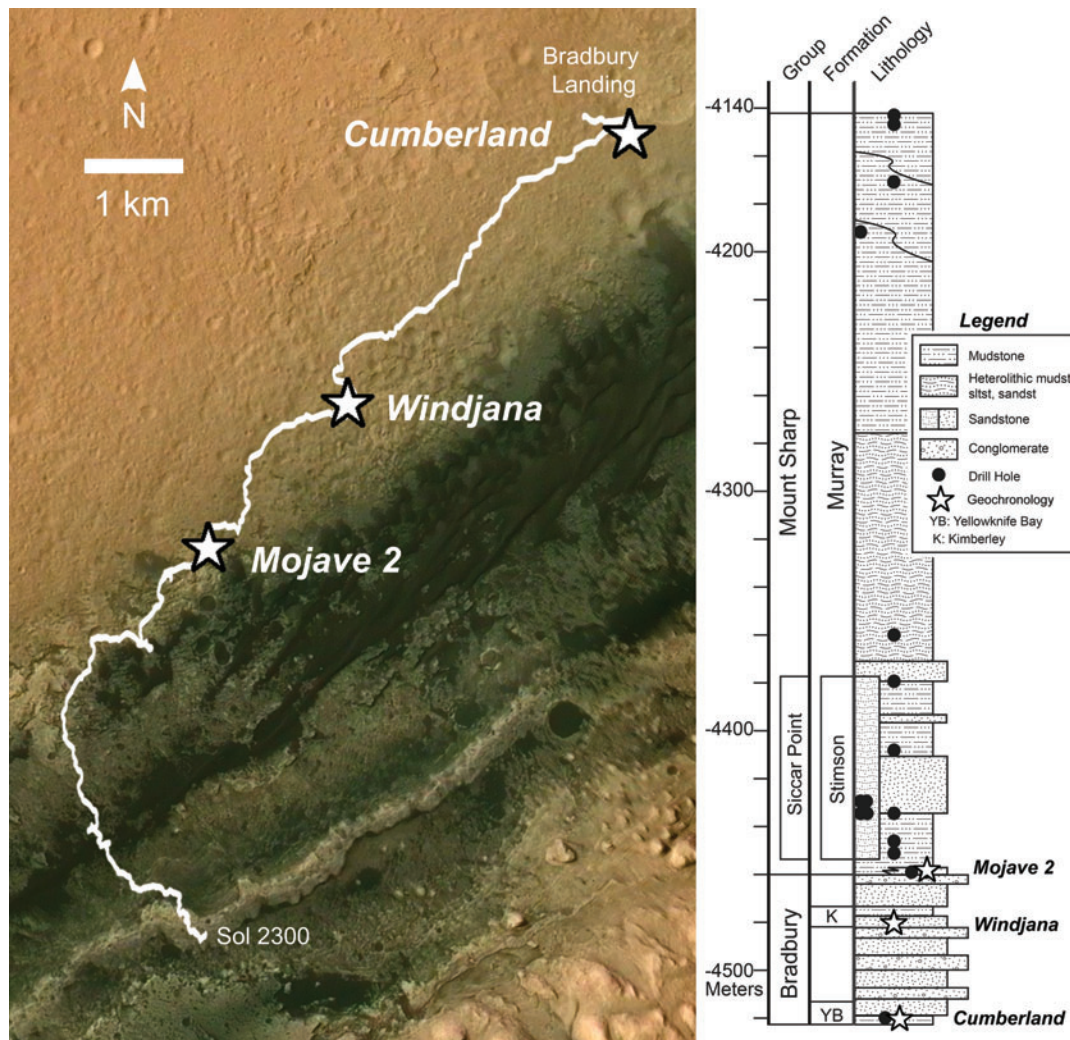 Bradbury
Landing
N
Cumberland
1 km
Windjana
Mojave 2
Sol 2300
Group
Formation
Lithology
-4140
-4200
-4300
-4400
-4500
Meters
Mount Sharp
Murray
Siccar Point
Stimson
Bradbury
K
YB
Legend
Mudstone
Heterolithic mudst
sltst, sandst
Sandstone
Conglomerate
Drill Hole
Geochronology
YB: Yellowknife Bay
K: Kimberley
Mojave 2
Windjana
Cumberland